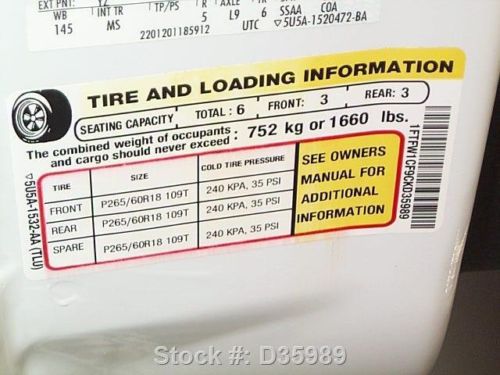 EXT PNT: YZ
WB INT TR TP/PS R AXLE SSAA COA
145 MS 5 L9 6
2201201185912 UTC ▽5U5A-1520472-BA
TIRE AND LOADING INFORMATION
SEATING CAPACITY TOTAL : 6 FRONT: 3 REAR: 3
The combined weight of occupants and cargo should never exceed : 752 kg or 1660 lbs.
TIRE SIZE COLD TIRE PRESSURE
FRONT P265/60R18 109T 240 KPA, 35 PSI
REAR P265/60R18 109T 240 KPA, 35 PSI
SPARE P265/60R18 109T 240 KPA, 35 PSI
SEE OWNERS
MANUAL FOR
ADDITIONAL
INFORMATION
▽5U5A-1532-AA (TLU)
1FTFW1CF9CKD35989
Stock #: D35989